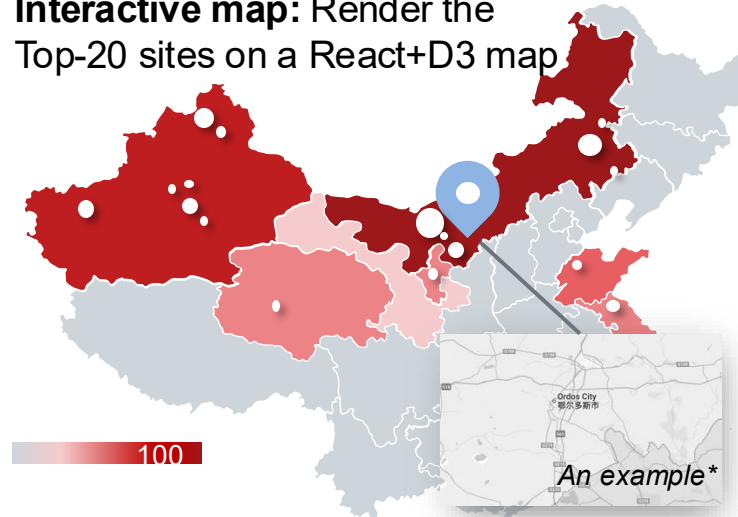 Interactive map: Render the
Top-20 sites on a React+D3 map
Ordos City
鄂尔多斯市
An example*
100